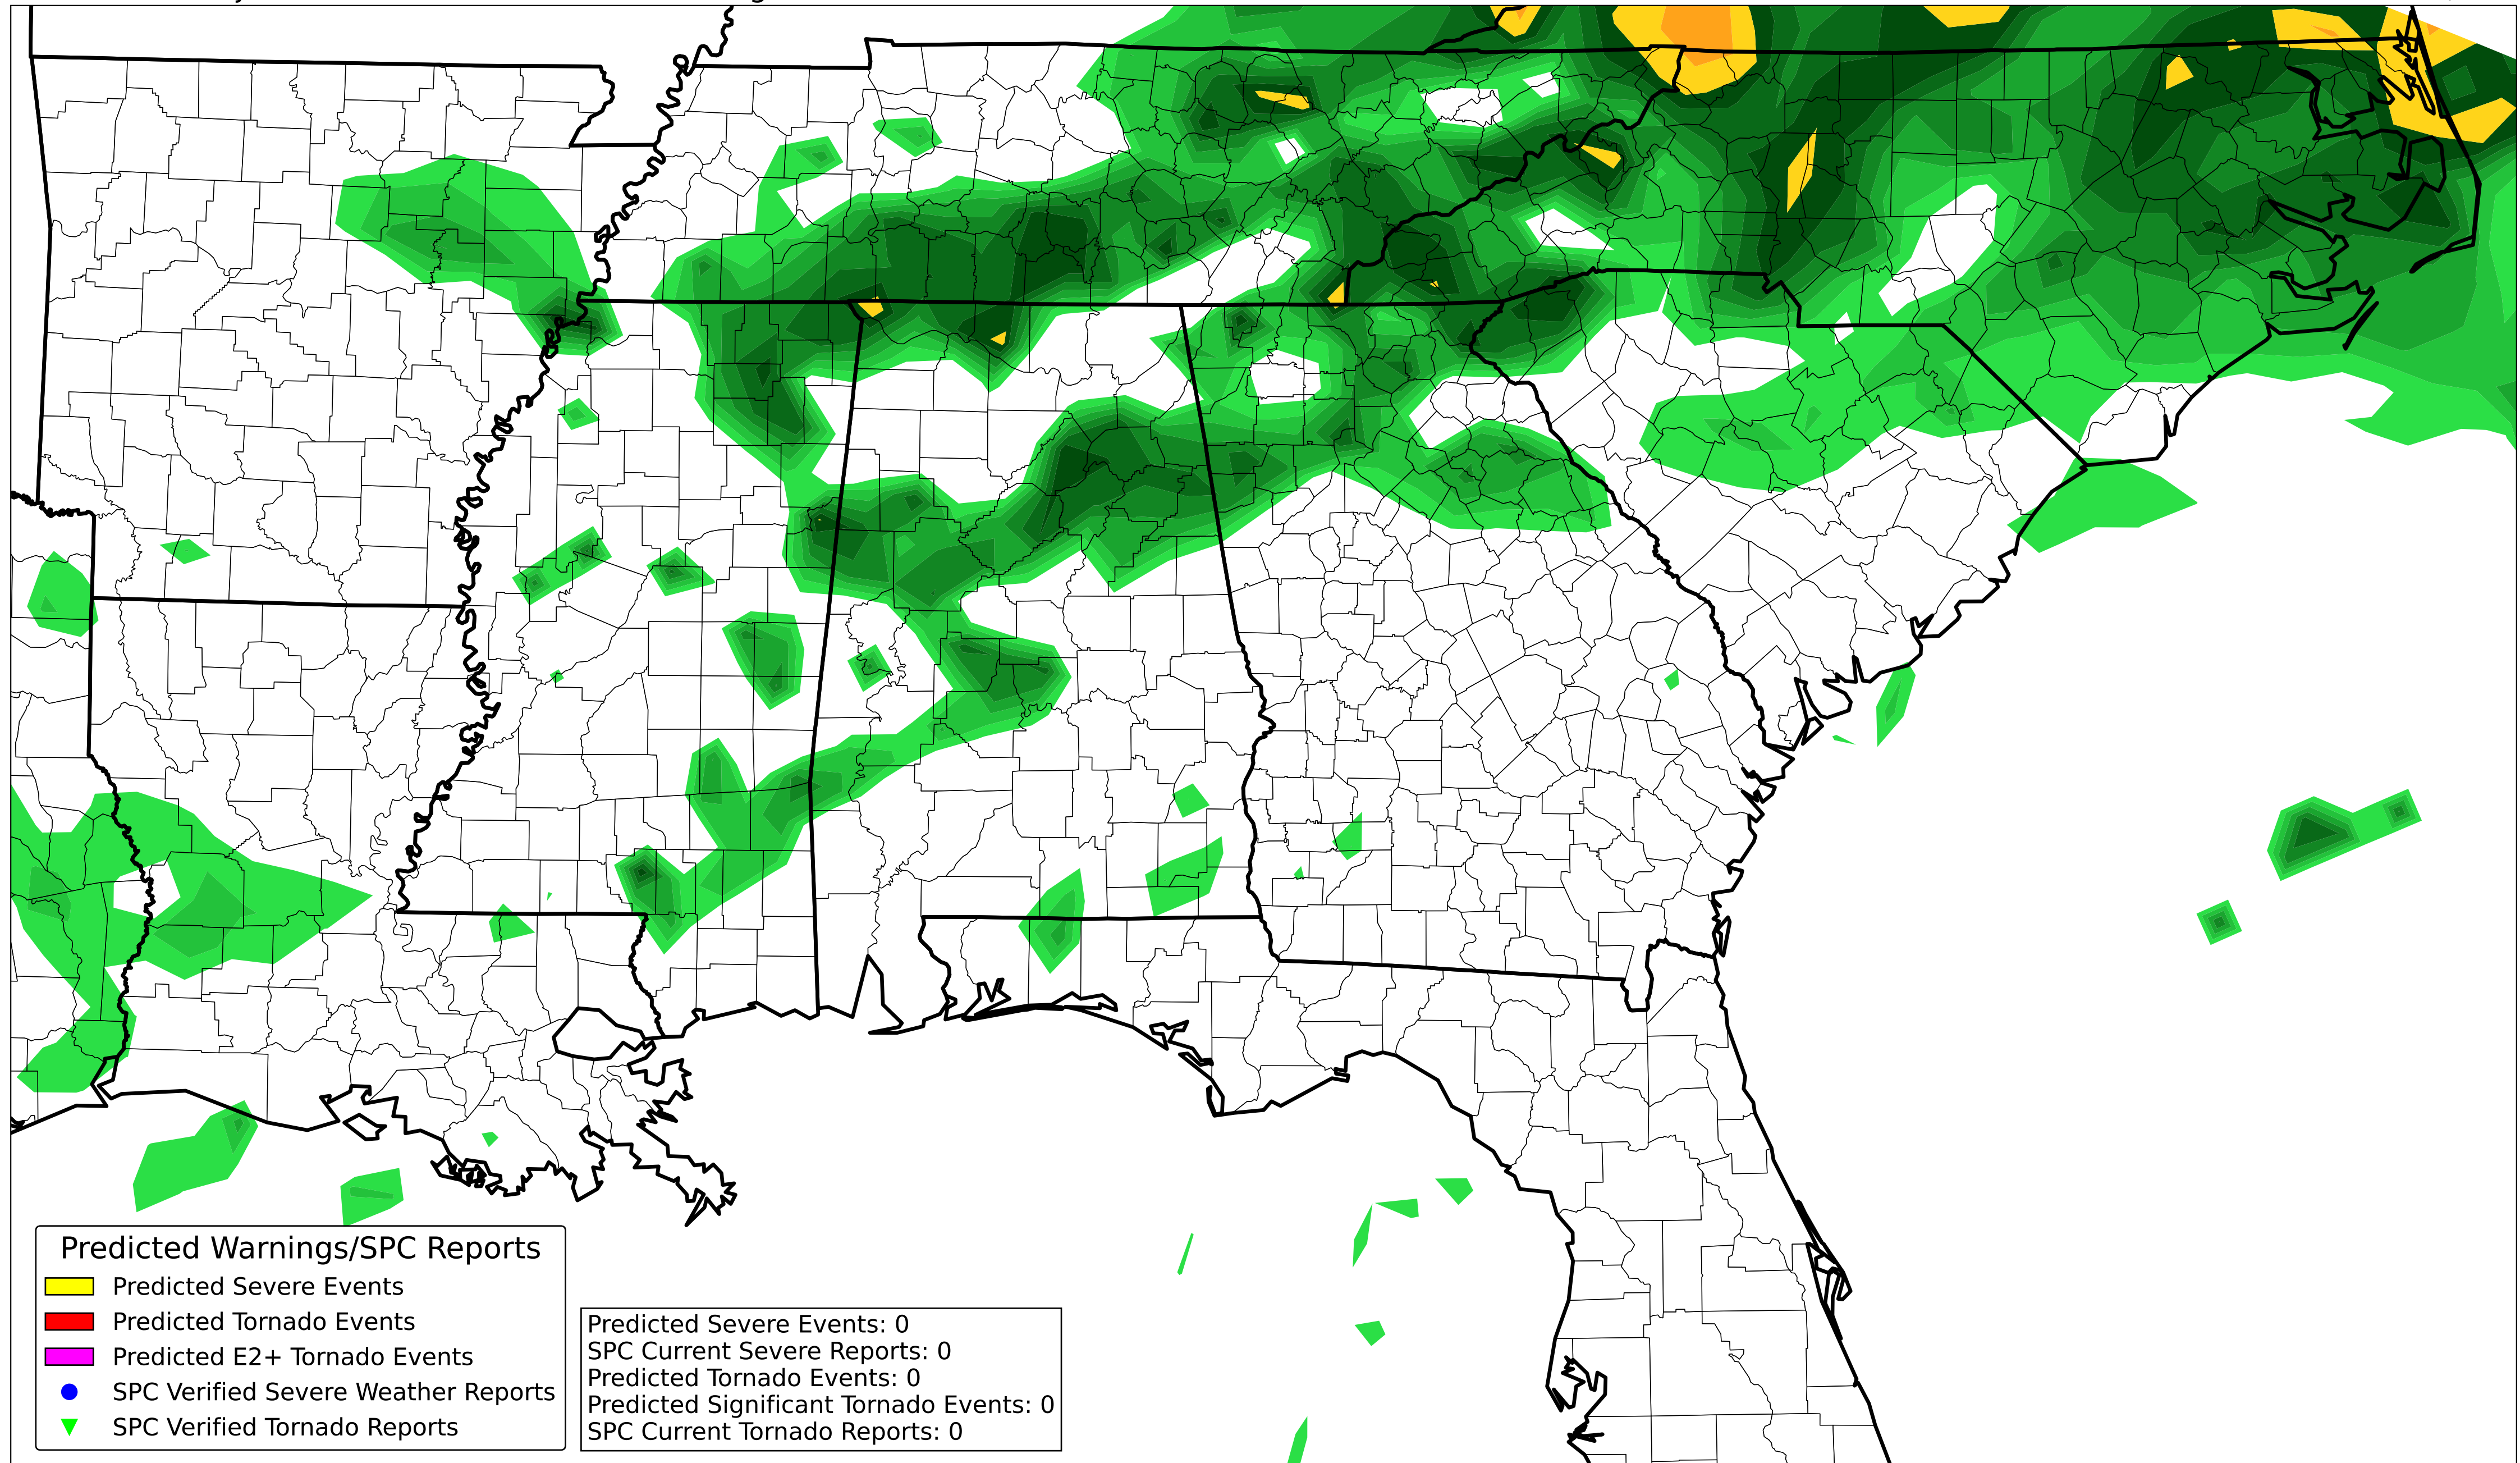 Predicted Warnings/SPC Reports
Predicted Severe Events
Predicted Tornado Events
Predicted E2+ Tornado Events
SPC Verified Severe Weather Reports
SPC Verified Tornado Reports
Predicted Severe Events: 0
SPC Current Severe Reports: 0
Predicted Tornado Events: 0
Predicted Significant Tornado Events: 0
SPC Current Tornado Reports: 0